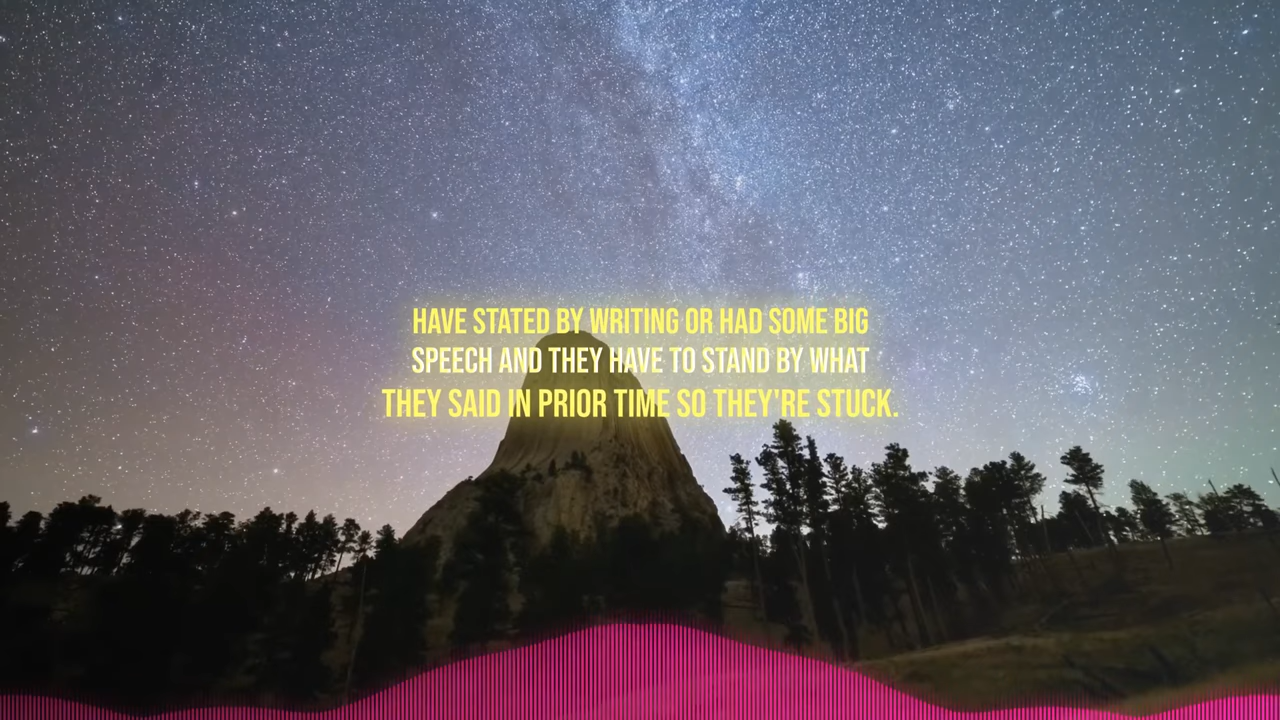 HAVE STATED BY WRITING OR HAD SOME BIG
SPEECH AND THEY HAVE TO STAND BY WHAT
THEY SAID IN PRIOR TIME SO THEY'RE STUCK.